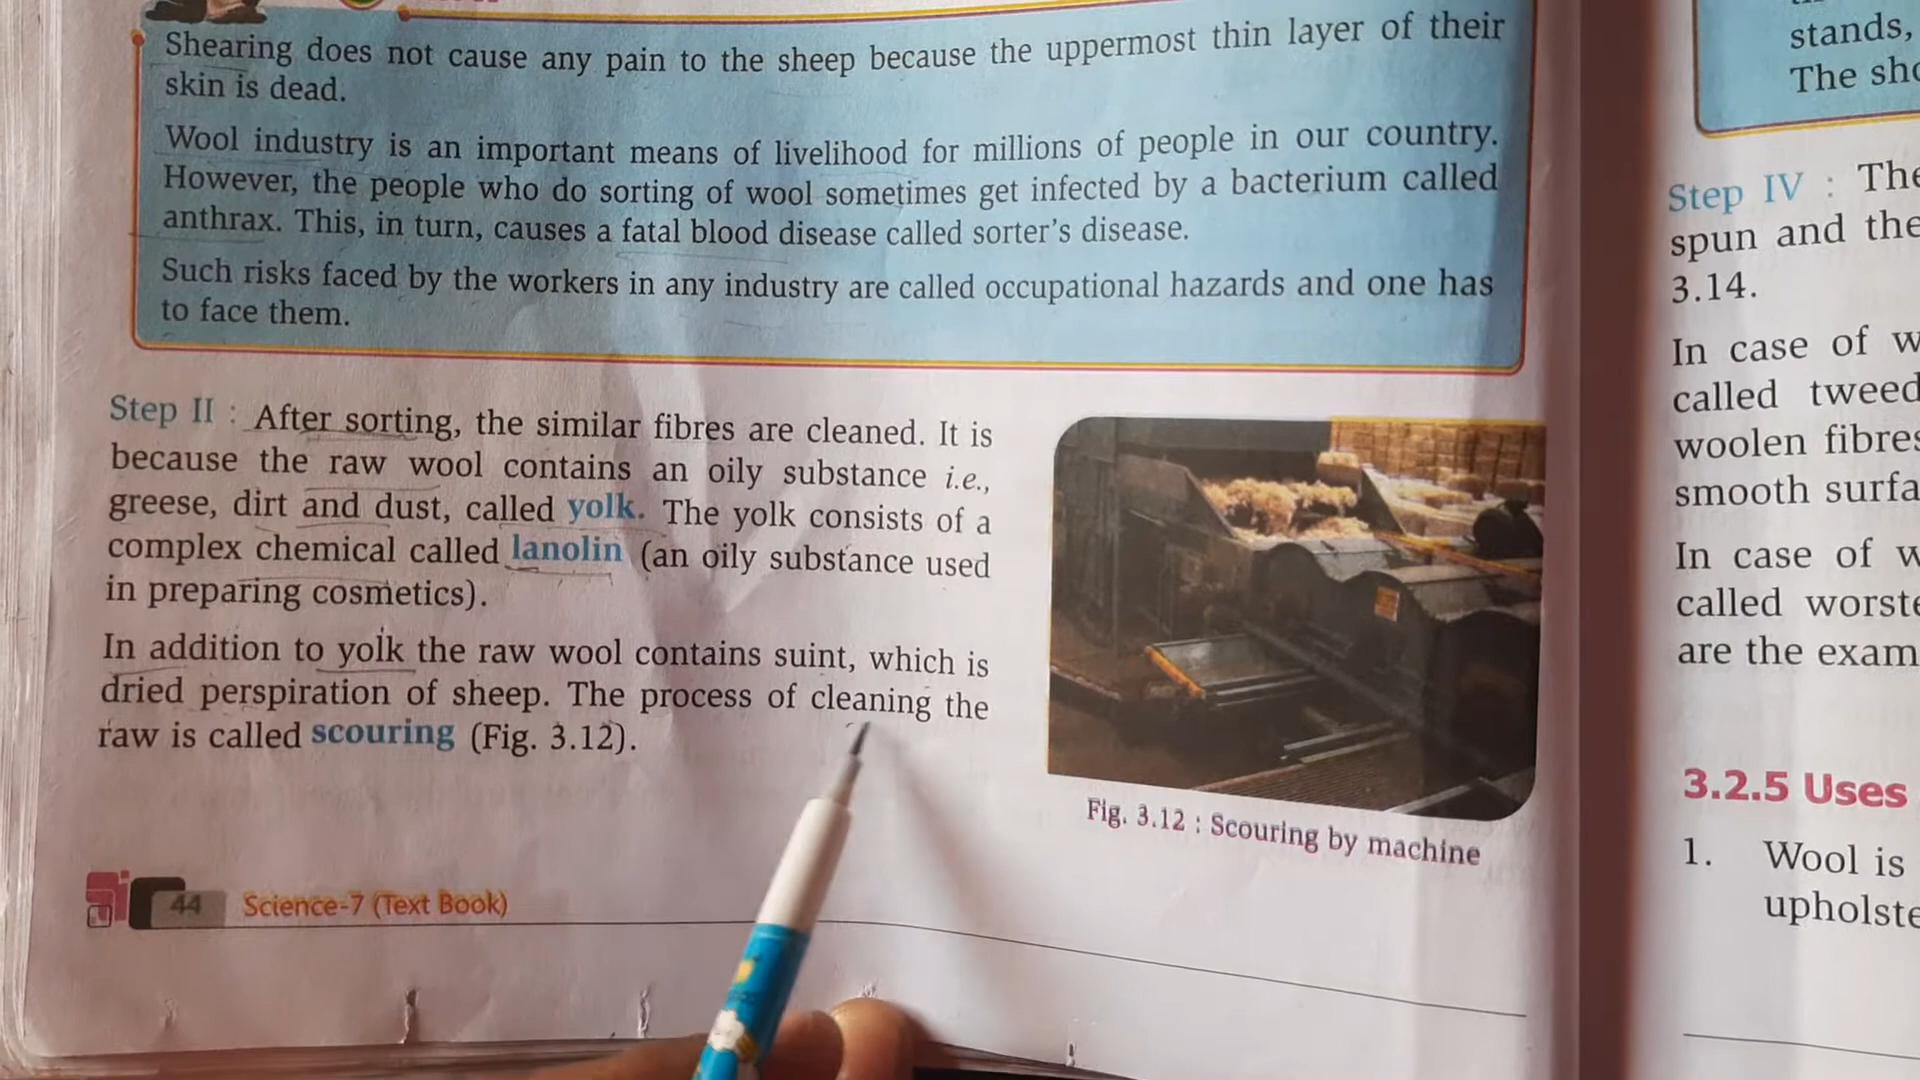 Shearing does not cause any pain to the sheep because the uppermost thin layer of their
skin is dead.
Wool industry is an important means of livelihood for millions of people in our country.
However, the people who do sorting of wool sometimes get infected by a bacterium called
anthrax. This, in turn, causes a fatal blood disease called sorter's disease.
Such risks faced by the workers in any industry are called occupational hazards and one has
to face them.
Step II : After sorting, the similar fibres are cleaned. It is
because the raw wool contains an oily substance i.e.,
greese, dirt and dust, called yolk. The yolk consists of a
complex chemical called lanolin (an oily substance used
in preparing cosmetics).
In addition to yolk the raw wool contains suint, which is
dried perspiration of sheep. The process of cleaning the
raw is called scouring (Fig. 3.12).
Fig. 3.12 : Scouring by machine
44 Science-7 (Text Book)
stands,
The sho
Step IV : The
spun and the
3.14.
In case of w
called tweed
woolen fibres
smooth surfa
In case of w
called worste
are the exam
3.2.5 Uses
1. Wool is
upholste